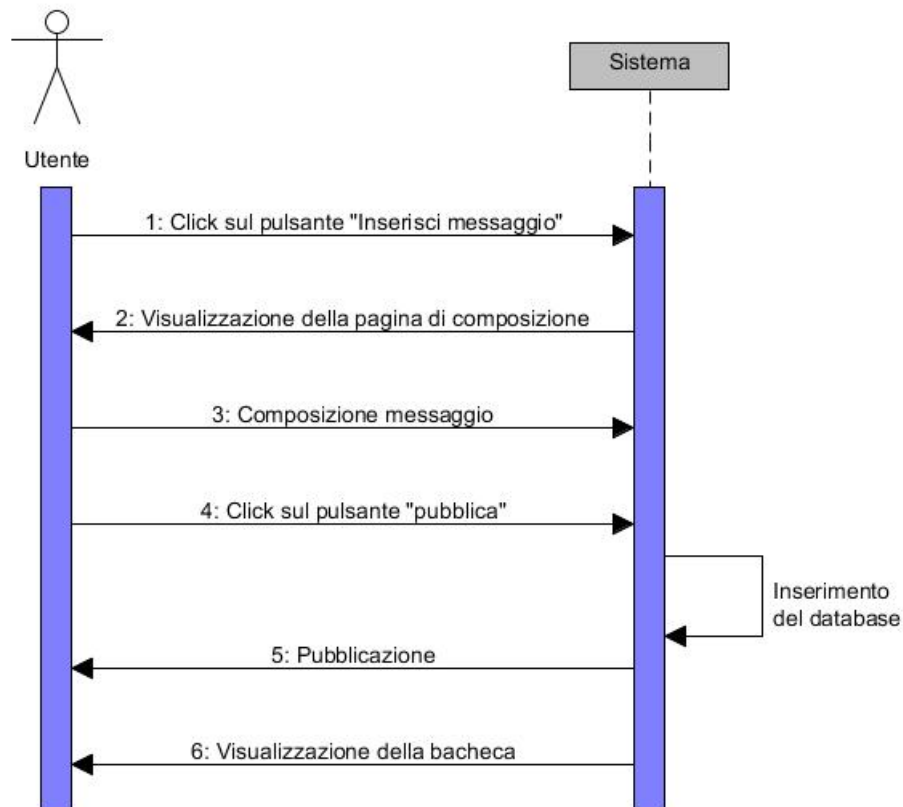 Sistema
Utente
1: Click sul pulsante "Inserisci messaggio"
2: Visualizzazione della pagina di composizione
3: Composizione messaggio
4: Click sul pulsante "pubblica"
Inserimento
del database
5: Pubblicazione
6: Visualizzazione della bacheca